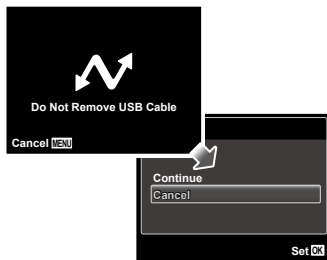 Do Not Remove USB Cable
Cancel MENU
Continue
Cancel
Set OK